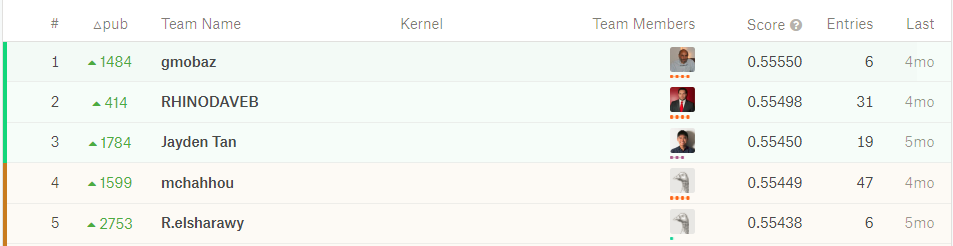 # △pub Team Name Kernel Team Members Score ? Entries Last
1 ▲ 1484 gmobaz 0.55550 6 4mo
2 ▲ 414 RHINODAVEB 0.55498 31 4mo
3 ▲ 1784 Jayden Tan 0.55450 19 5mo
4 ▲ 1599 mchahhou 0.55449 47 4mo
5 ▲ 2753 R.elsharawy 0.55438 6 5mo